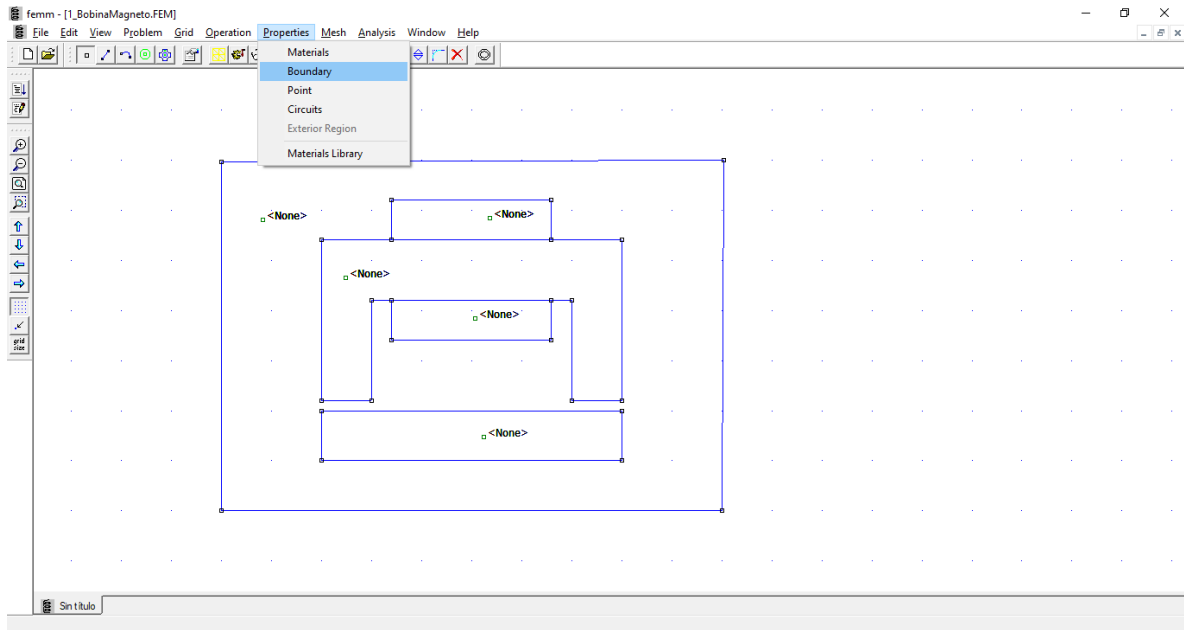 femm - [1_BobinaMagneto.FEM]
File Edit View Problem Grid Operation Properties Mesh Analysis Window Help
Materials
Boundary
Point
Circuits
Exterior Region
Materials Library
<None>
<None>
<None>
<None>
<None>
grid
size
Sin título